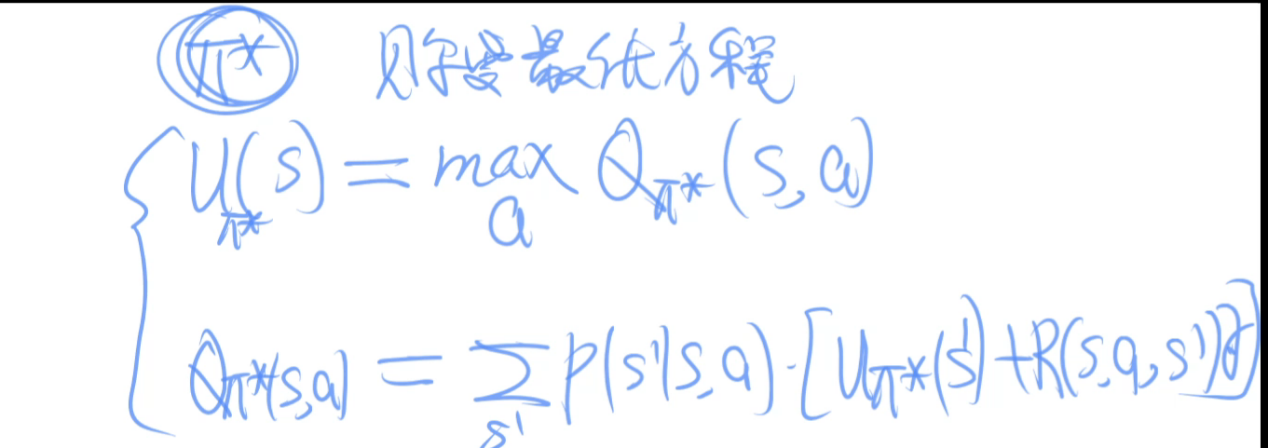 π* 贝尔曼最优方程
U_π*(s) = max_a Q_π*(s, a)
Q_π*(s,a) = Σ_s' p(s'|s,a)·[U_π*(s') + R(s,a,s')]